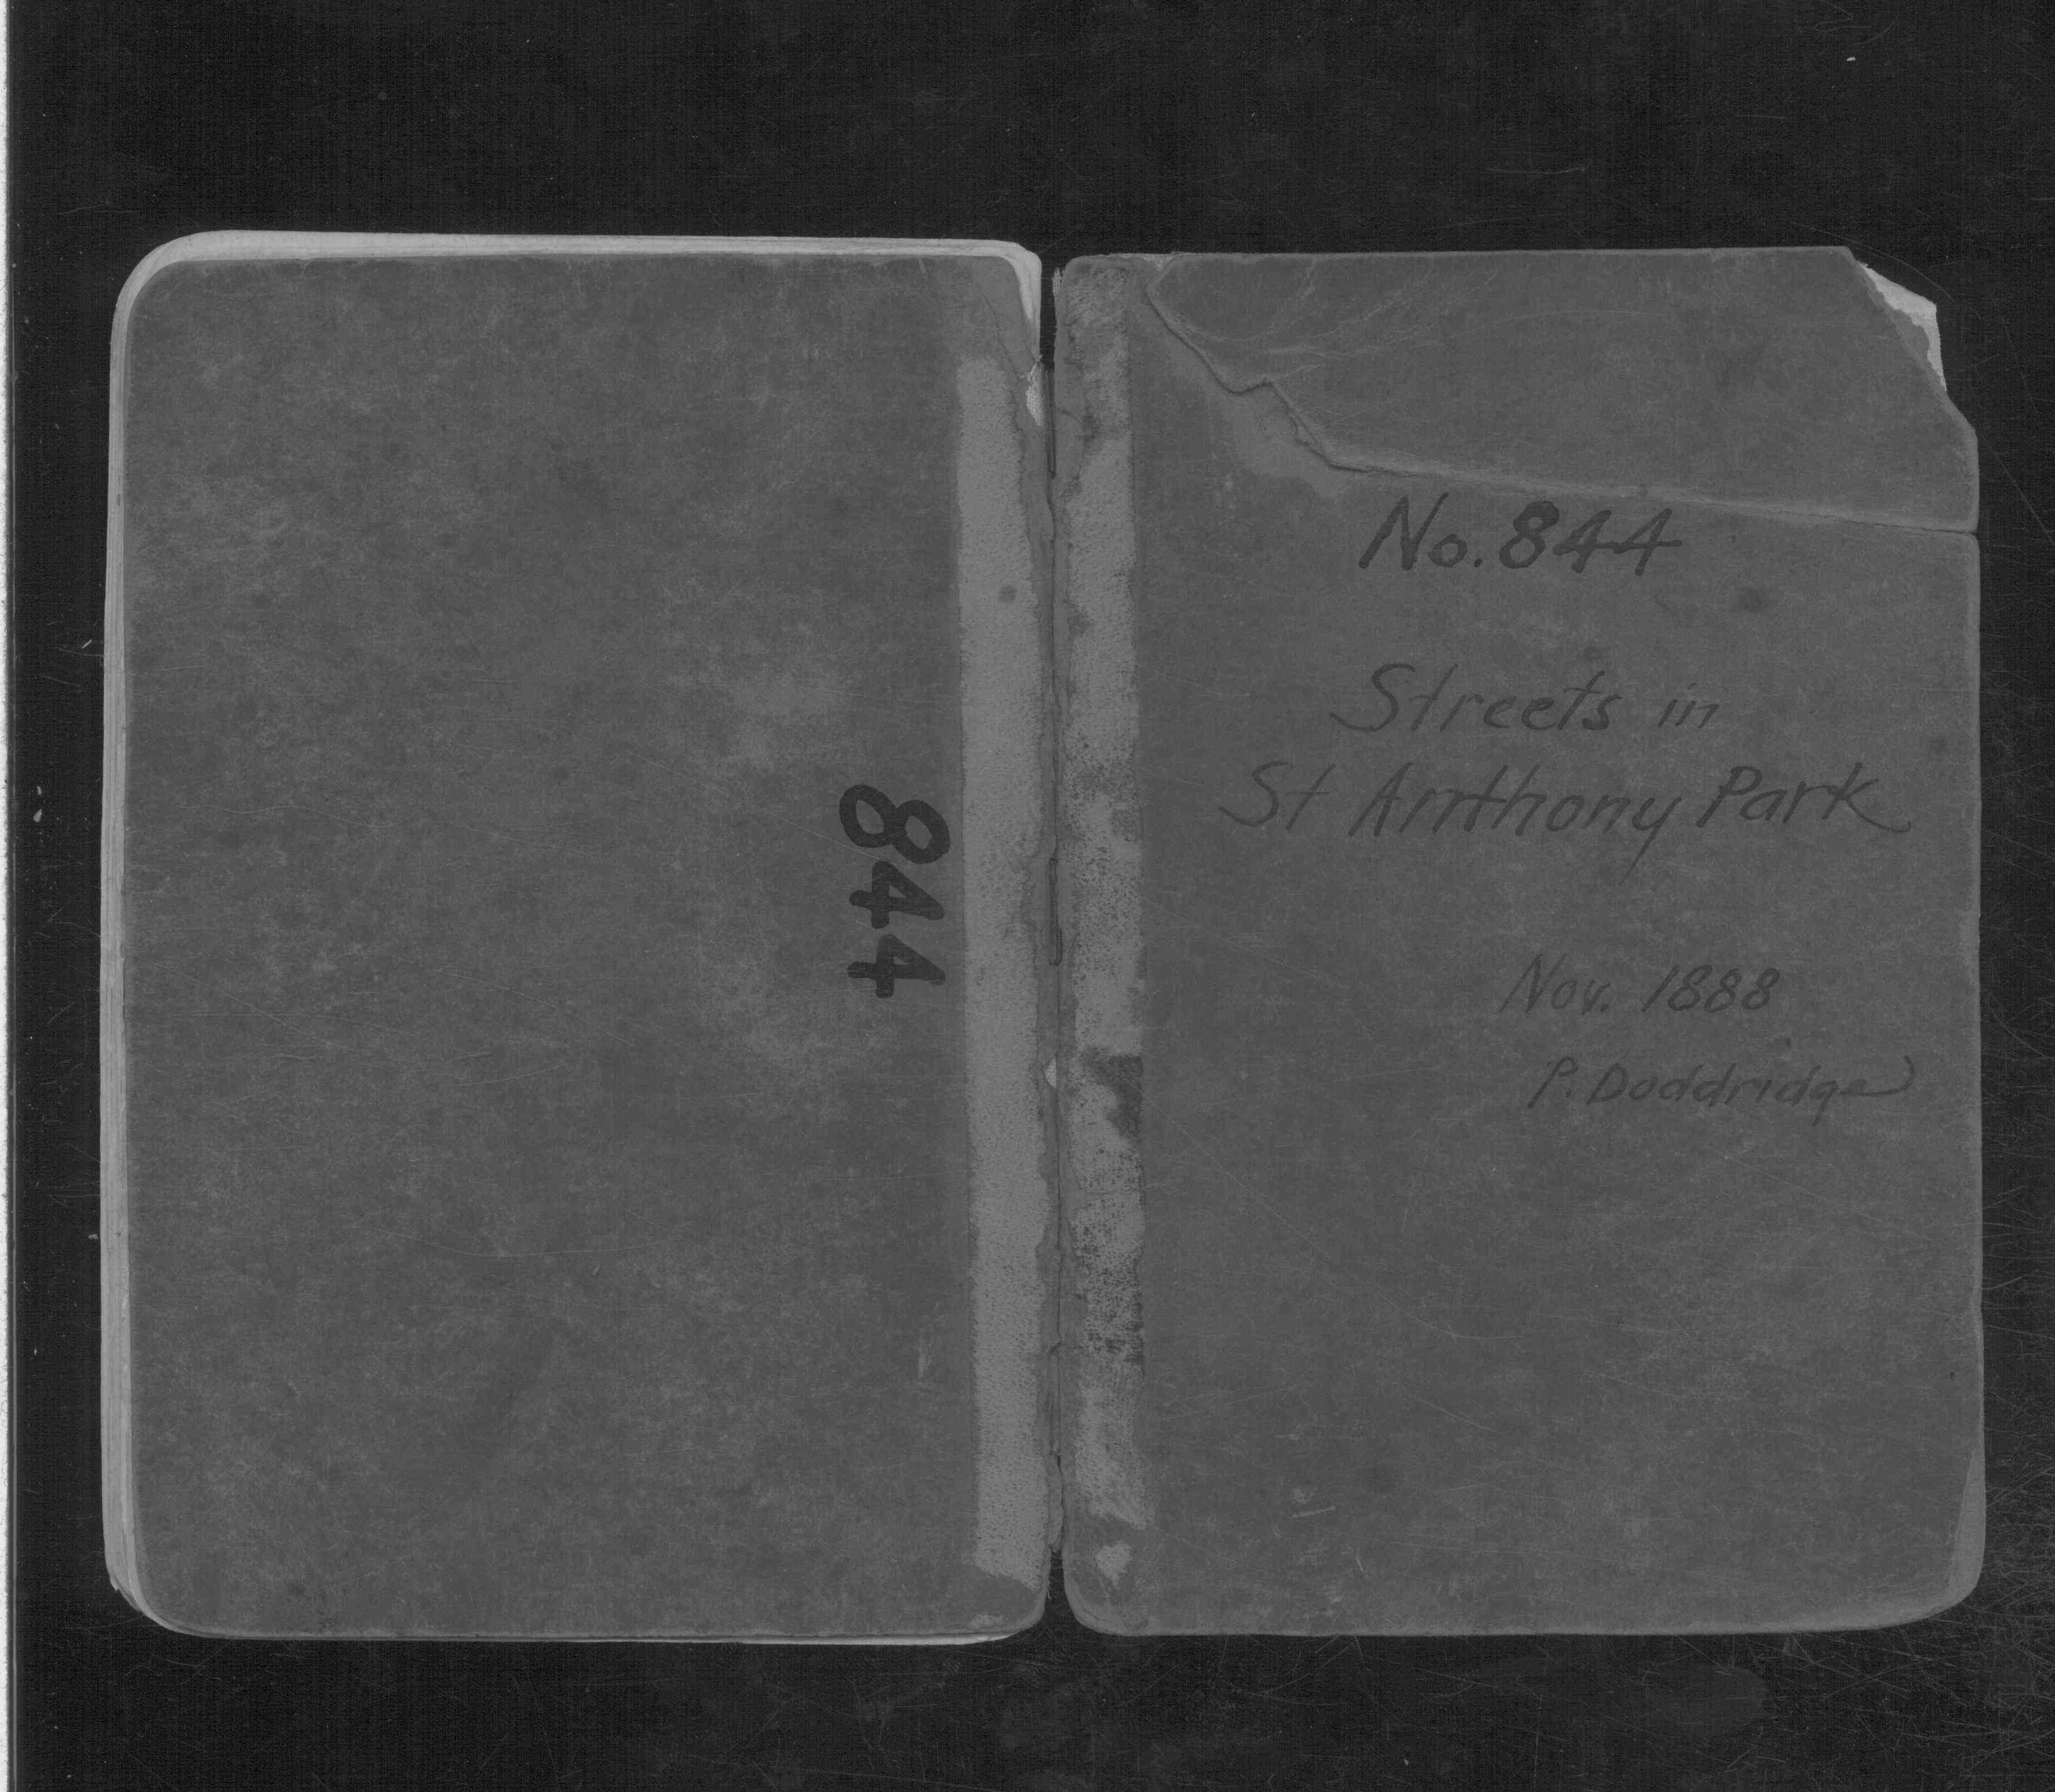 844
No. 844
Streets in
St Anthony Park
Nov. 1888
P. Doddridge